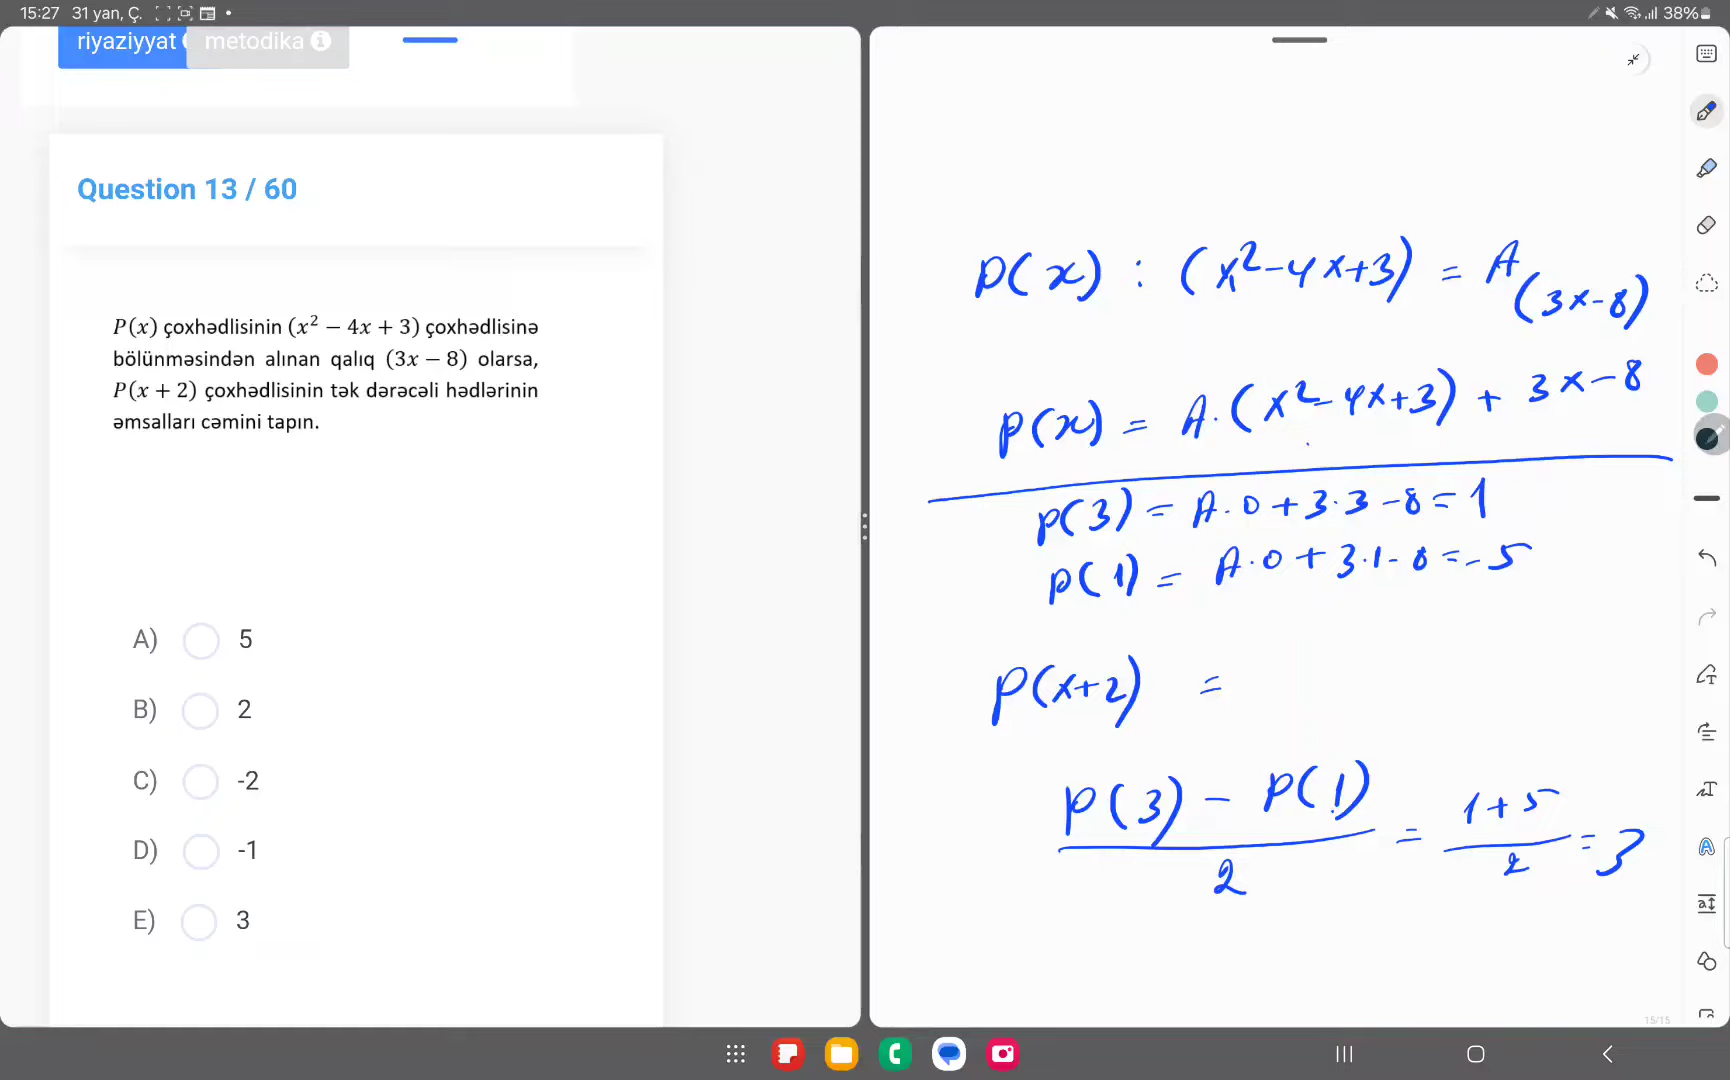 15:27 31 yan, Ç.
38%
riyaziyyat
metodika
Question 13 / 60
P(x) çoxhədlisinin (x² − 4x + 3) çoxhədlisinə
bölünməsindən alınan qalıq (3x − 8) olarsa,
P(x + 2) çoxhədlisinin tək dərəcəli hədlərinin
əmsalları cəmini tapın.
A) 5
B) 2
C) -2
D) -1
E) 3
P(x) : (x²-4x+3) = A (3x-8)
P(x) = A·(x²-4x+3) + 3x-8
P(3) = A·0+3·3-8=1
P(1) = A·0+3·1-8=-5
P(x+2) =
P(3) - P(1) / 2 = 1+5 / 2 = 3
15/15